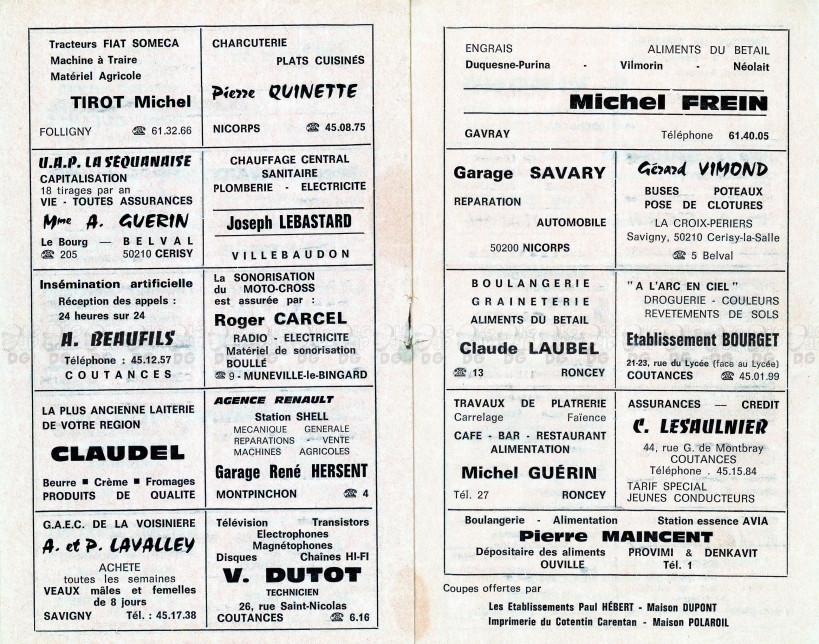 Tracteurs FIAT SOMECA
Machine à Traire
Matériel Agricole
TIROT Michel
FOLLIGNY ☎ 61.32.66
CHARCUTERIE
PLATS CUISINÉS
Pierre QUINETTE
NICORPS ☎ 45.08.75
U.A.P. LA SEQUANAISE
CAPITALISATION
18 tirages par an
VIE - TOUTES ASSURANCES
Mme A. GUERIN
Le Bourg — BELVAL
☎ 205 50210 CERISY
CHAUFFAGE CENTRAL
SANITAIRE
PLOMBERIE - ELECTRICITE
Joseph LEBASTARD
VILLEBAUDON
Insémination artificielle
Réception des appels :
24 heures sur 24
A. BEAUFILS
Téléphone : 45.12.57
COUTANCES
La SONORISATION
du MOTO-CROSS
est assurée par :
Roger CARCEL
RADIO - ELECTRICITE
Matériel de sonorisation
BOULLÉ
☎ 9 - MUNEVILLE-le-BINGARD
LA PLUS ANCIENNE LAITERIE
DE VOTRE REGION
CLAUDEL
Beurre ■ Crème ■ Fromages
PRODUITS DE QUALITE
AGENCE RENAULT
Station SHELL
MECANIQUE GENERALE
REPARATIONS - VENTE
MACHINES AGRICOLES
Garage René HERSENT
MONTPINCHON ☎ 4
G.A.E.C. DE LA VOISINIERE
A. et P. LAVALLEY
ACHETE
toutes les semaines
VEAUX mâles et femelles
de 8 jours
SAVIGNY Tél. : 45.17.38
Télévision Transistors
Electrophones
Magnétophones
Disques Chaînes HI-FI
V. DUTOT
TECHNICIEN
26, rue Saint-Nicolas
COUTANCES ☎ 6.16
ENGRAIS ALIMENTS DU BETAIL
Duquesne-Purina - Vilmorin - Néolait
Michel FREIN
GAVRAY Téléphone 61.40.05
Garage SAVARY
REPARATION
AUTOMOBILE
50200 NICORPS
Gérard VIMOND
BUSES POTEAUX
POSE DE CLOTURES
LA CROIX-PERIERS
Savigny, 50210 Cerisy-la-Salle
☎ 5 Belval
BOULANGERIE
GRAINETERIE
ALIMENTS DU BETAIL
Claude LAUBEL
☎ 13 RONCEY
"A L'ARC EN CIEL"
DROGUERIE - COULEURS
REVETEMENTS DE SOLS
Etablissement BOURGET
21-23, rue du Lycée (face au Lycée)
COUTANCES ☎ 45.01.99
TRAVAUX DE PLATRERIE
Carrelage Faïence
CAFE - BAR - RESTAURANT
ALIMENTATION
Michel GUÉRIN
Tél. 27 RONCEY
ASSURANCES — CREDIT
C. LESAULNIER
44, rue G. de Montbray
COUTANCES
Téléphone . 45.15.84
TARIF SPECIAL
JEUNES CONDUCTEURS
Boulangerie - Alimentation Station essence AVIA
Pierre MAINCENT
Dépositaire des aliments PROVIMI & DENKAVIT
OUVILLE Tél. 1
Coupes offertes par
Les Etablissements Paul HÉBERT - Maison DUPONT
Imprimerie du Cotentin Carentan - Maison POLAROIL